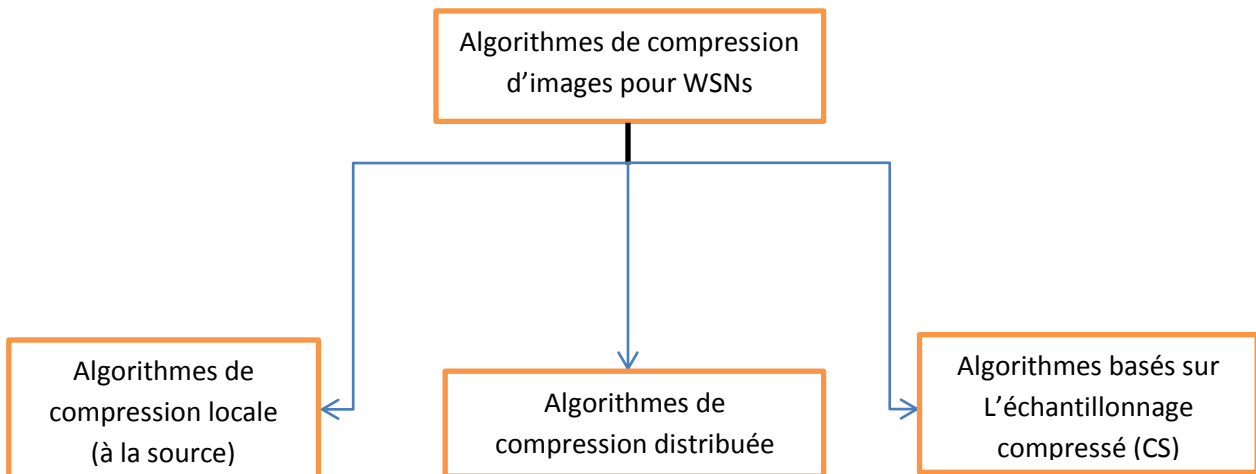 Algorithmes de compression
d’images pour WSNs
Algorithmes de
compression locale
(à la source)
Algorithmes de
compression distribuée
Algorithmes basés sur
L’échantillonnage
compressé (CS)